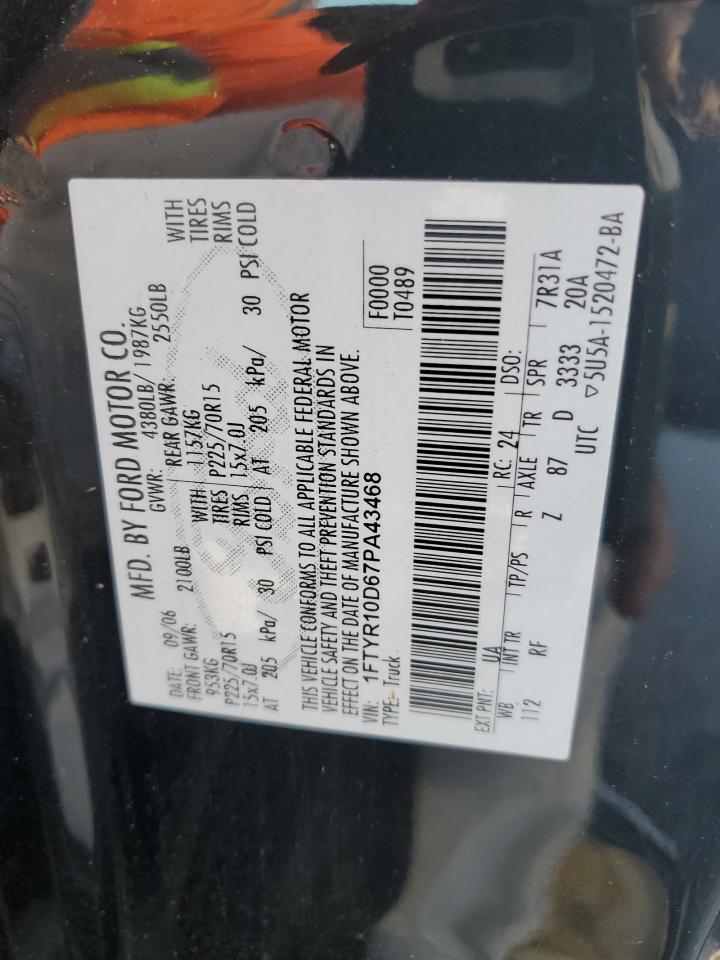 MFD. BY FORD MOTOR CO.
DATE: 09/06 GVWR: 4380LB/ 1987KG
FRONT GAWR: 2100LB REAR GAWR: 2550LB
953KG WITH 1157KG WITH
P225/70R15 TIRES P225/70R15 TIRES
15x7.0J RIMS 15x7.0J RIMS
AT 205 kPa/ 30 PSI COLD AT 205 kPa/ 30 PSI COLD
THIS VEHICLE CONFORMS TO ALL APPLICABLE FEDERAL MOTOR
VEHICLE SAFETY AND THEFT PREVENTION STANDARDS IN
EFFECT ON THE DATE OF MANUFACTURE SHOWN ABOVE.
VIN: 1FTYR10D67PA43468 F0000
TYPE: Truck T0489
EXT PNT: UA RC: 24 DSO:
WB INT TR TP/PS R AXLE TR SPR 7R31A
112 RF Z 87 D 3333 20A
UTC ▽5U5A-1520472-BA